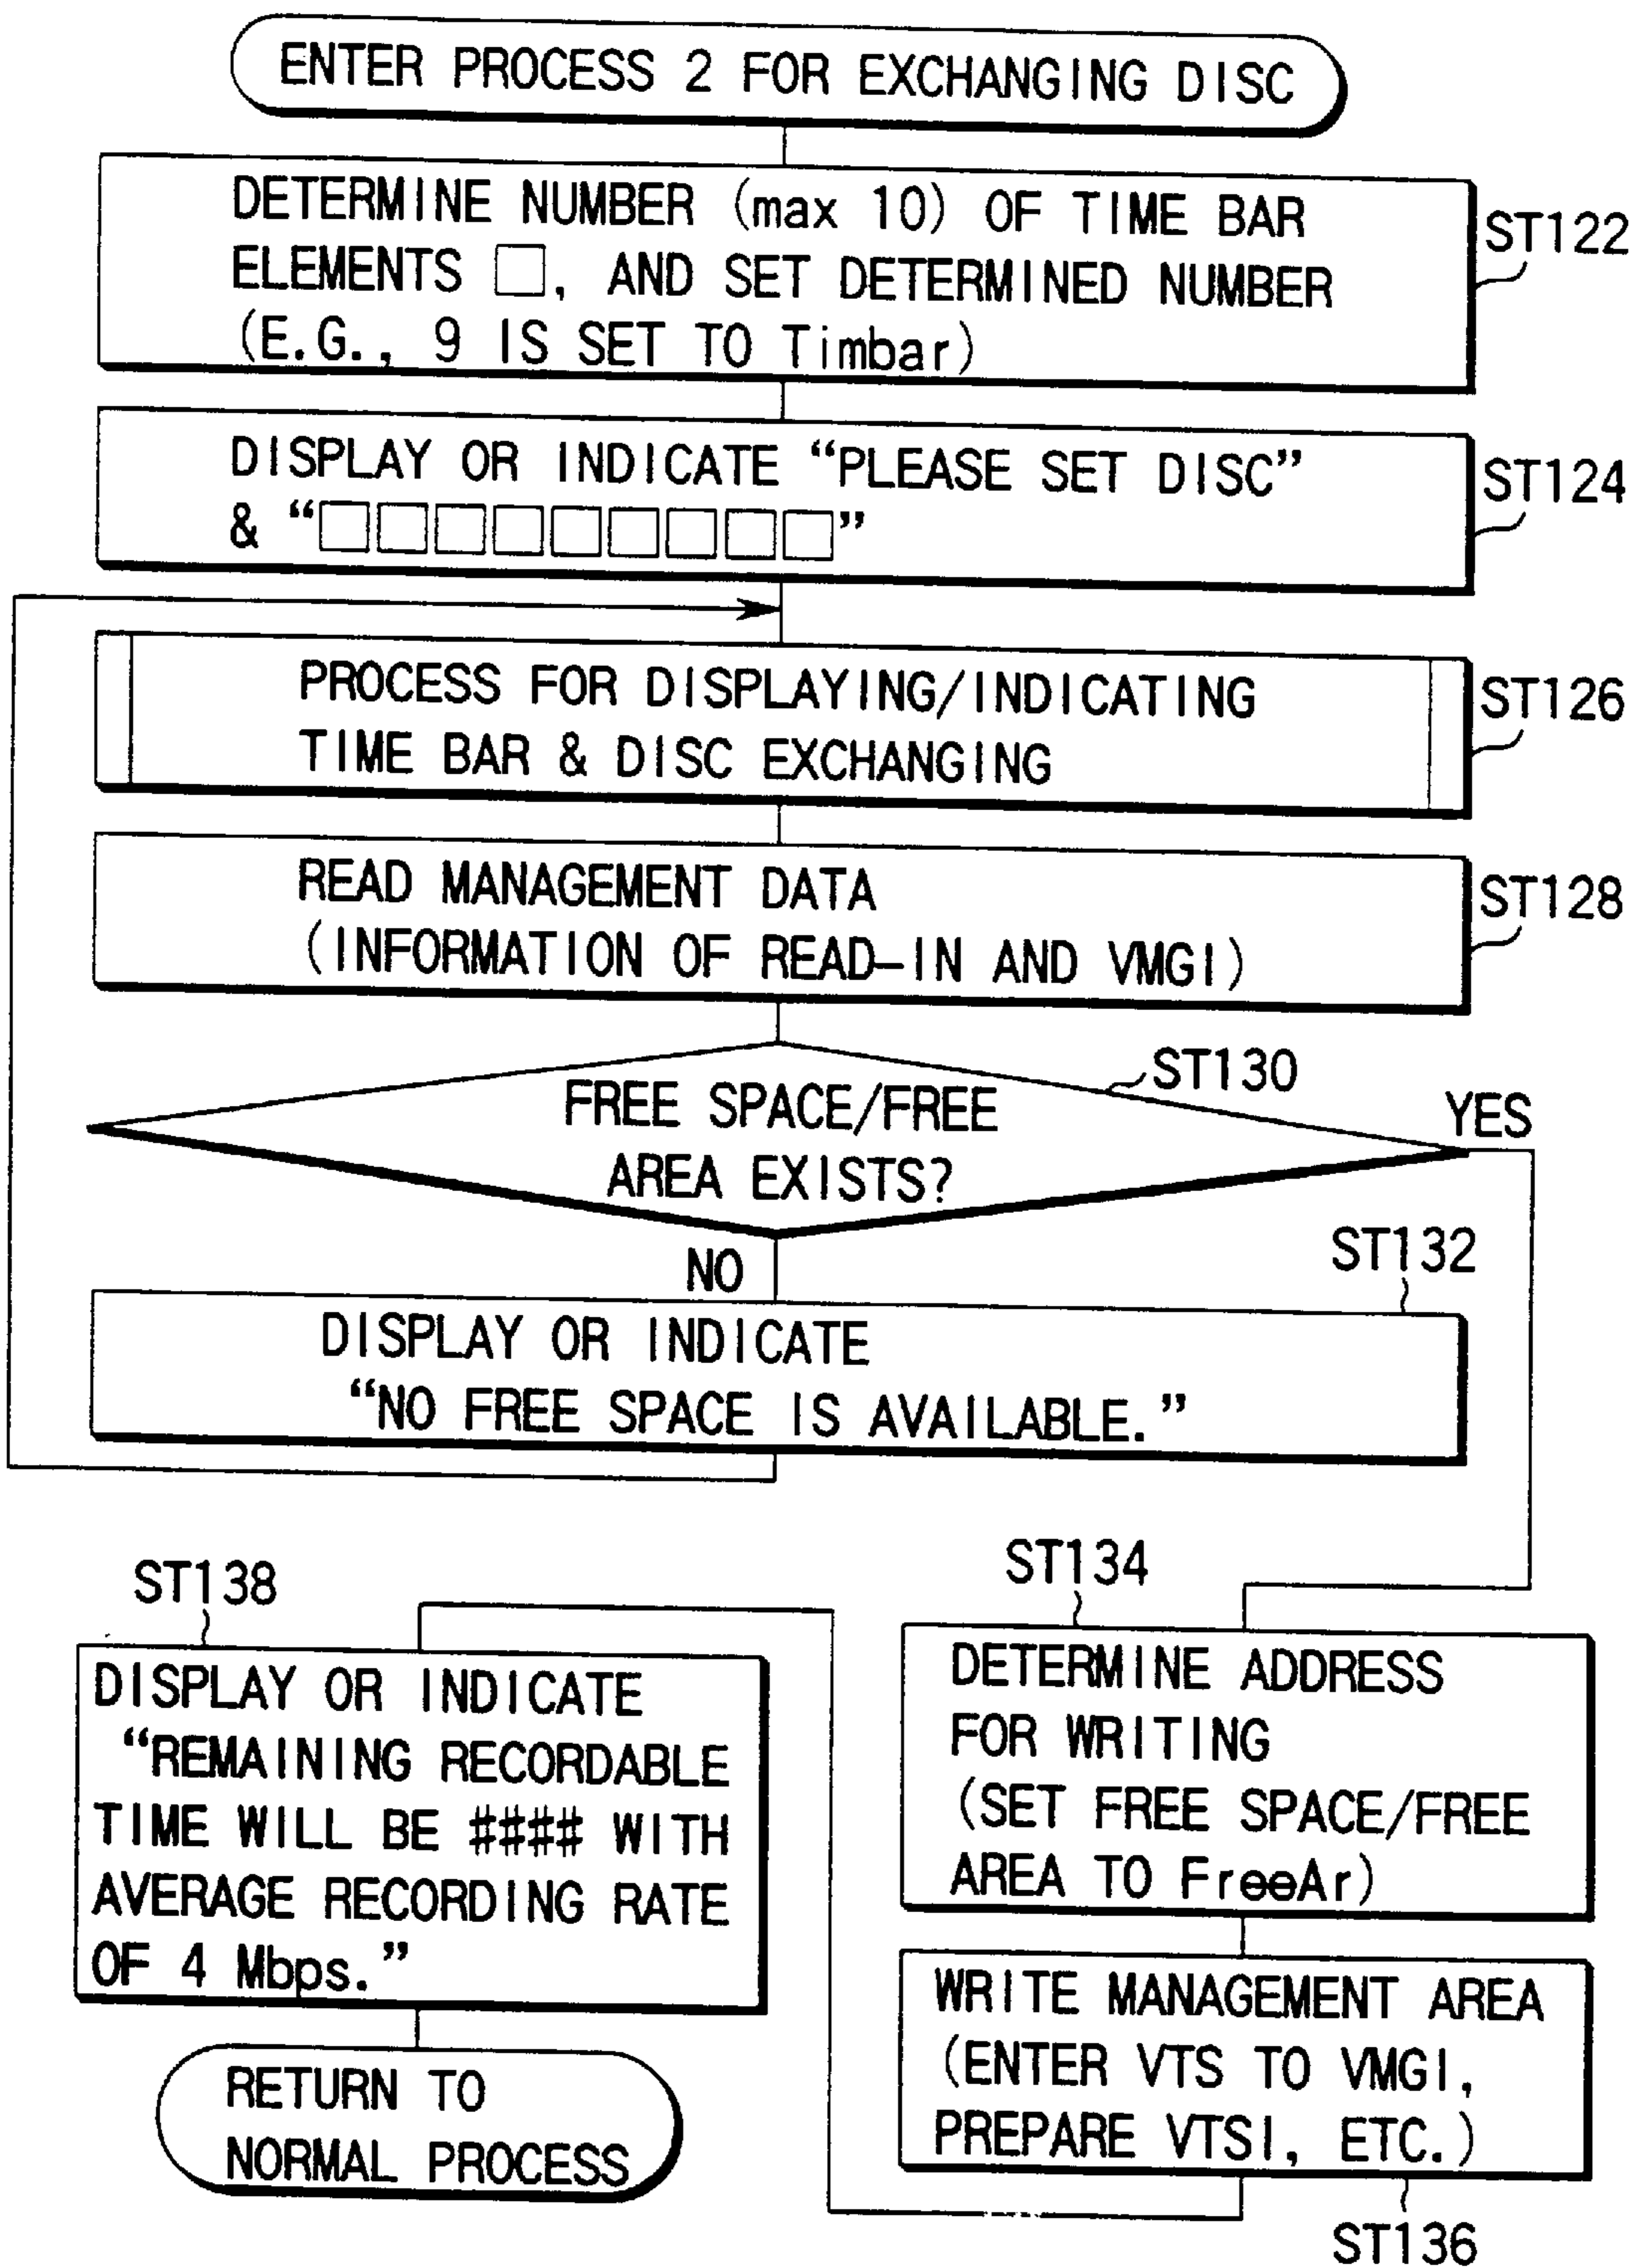 ENTER PROCESS 2 FOR EXCHANGING DISC
DETERMINE NUMBER (max 10) OF TIME BAR
ELEMENTS □, AND SET DETERMINED NUMBER
(E.G., 9 IS SET TO Timbar)
ST122
DISPLAY OR INDICATE “PLEASE SET DISC”
& “□□□□□□□□□”
ST124
PROCESS FOR DISPLAYING/INDICATING
TIME BAR & DISC EXCHANGING
ST126
READ MANAGEMENT DATA
(INFORMATION OF READ-IN AND VMGI)
ST128
FREE SPACE/FREE
AREA EXISTS?
ST130
YES
NO
ST132
DISPLAY OR INDICATE
“NO FREE SPACE IS AVAILABLE.”
ST134
DETERMINE ADDRESS
FOR WRITING
(SET FREE SPACE/FREE
AREA TO FreeAr)
WRITE MANAGEMENT AREA
(ENTER VTS TO VMGI,
PREPARE VTSI, ETC.)
ST136
ST138
DISPLAY OR INDICATE
“REMAINING RECORDABLE
TIME WILL BE #### WITH
AVERAGE RECORDING RATE
OF 4 Mbps.”
RETURN TO
NORMAL PROCESS